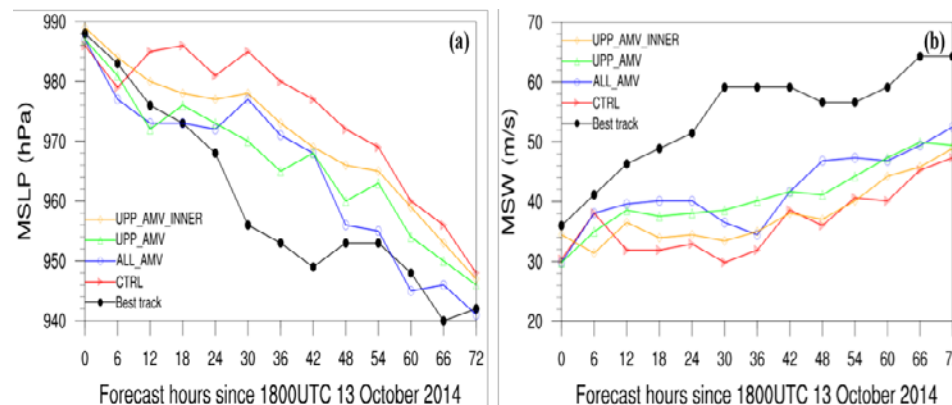 990
980
970
960
950
940
MSLP (hPa)
(a)
UPP_AMV_INNER
UPP_AMV
ALL_AMV
CTRL
Best track
0 6 12 18 24 30 36 42 48 54 60 66 72
Forecast hours since 1800UTC 13 October 2014
70
60
50
40
30
20
MSW (m/s)
(b)
UPP_AMV_INNER
UPP_AMV
ALL_AMV
CTRL
Best track
0 6 12 18 24 30 36 42 48 54 60 66 72
Forecast hours since 1800UTC 13 October 2014